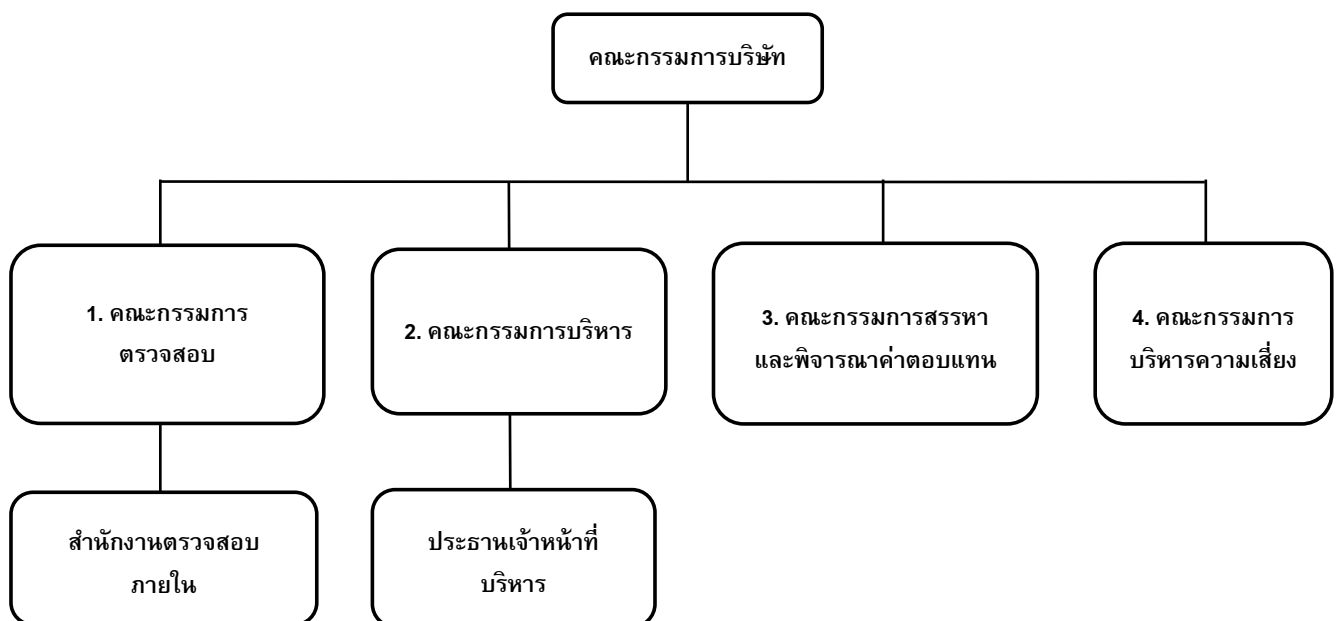 คณะกรรมการบริษัท
1. คณะกรรมการ
ตรวจสอบ
2. คณะกรรมการบริหาร
3. คณะกรรมการสรรหา
และพิจารณาค่าตอบแทน
4. คณะกรรมการ
บริหารความเสี่ยง
สำนักงานตรวจสอบ
ภายใน
ประธานเจ้าหน้าที่
บริหาร